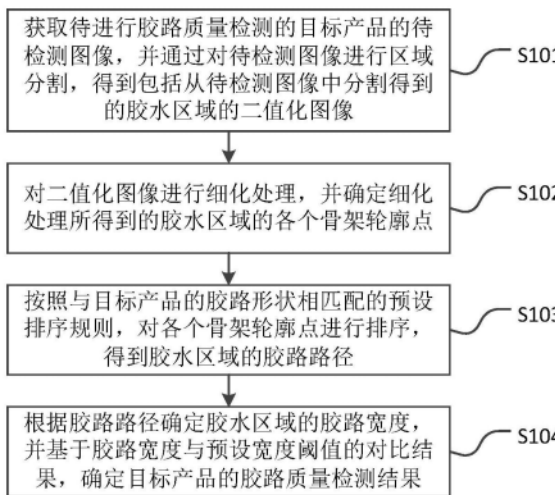 获取待进行胶路质量检测的目标产品的待
检测图像，并通过对待检测图像进行区域
分割，得到包括从待检测图像中分割得到
的胶水区域的二值化图像
S101
对二值化图像进行细化处理，并确定细化
处理所得到的胶水区域的各个骨架轮廓点
S102
按照与目标产品的胶路形状相匹配的预设
排序规则，对各个骨架轮廓点进行排序，
得到胶水区域的胶路路径
S103
根据胶路路径确定胶水区域的胶路宽度，
并基于胶路宽度与预设宽度阈值的对比结
果，确定目标产品的胶路质量检测结果
S104